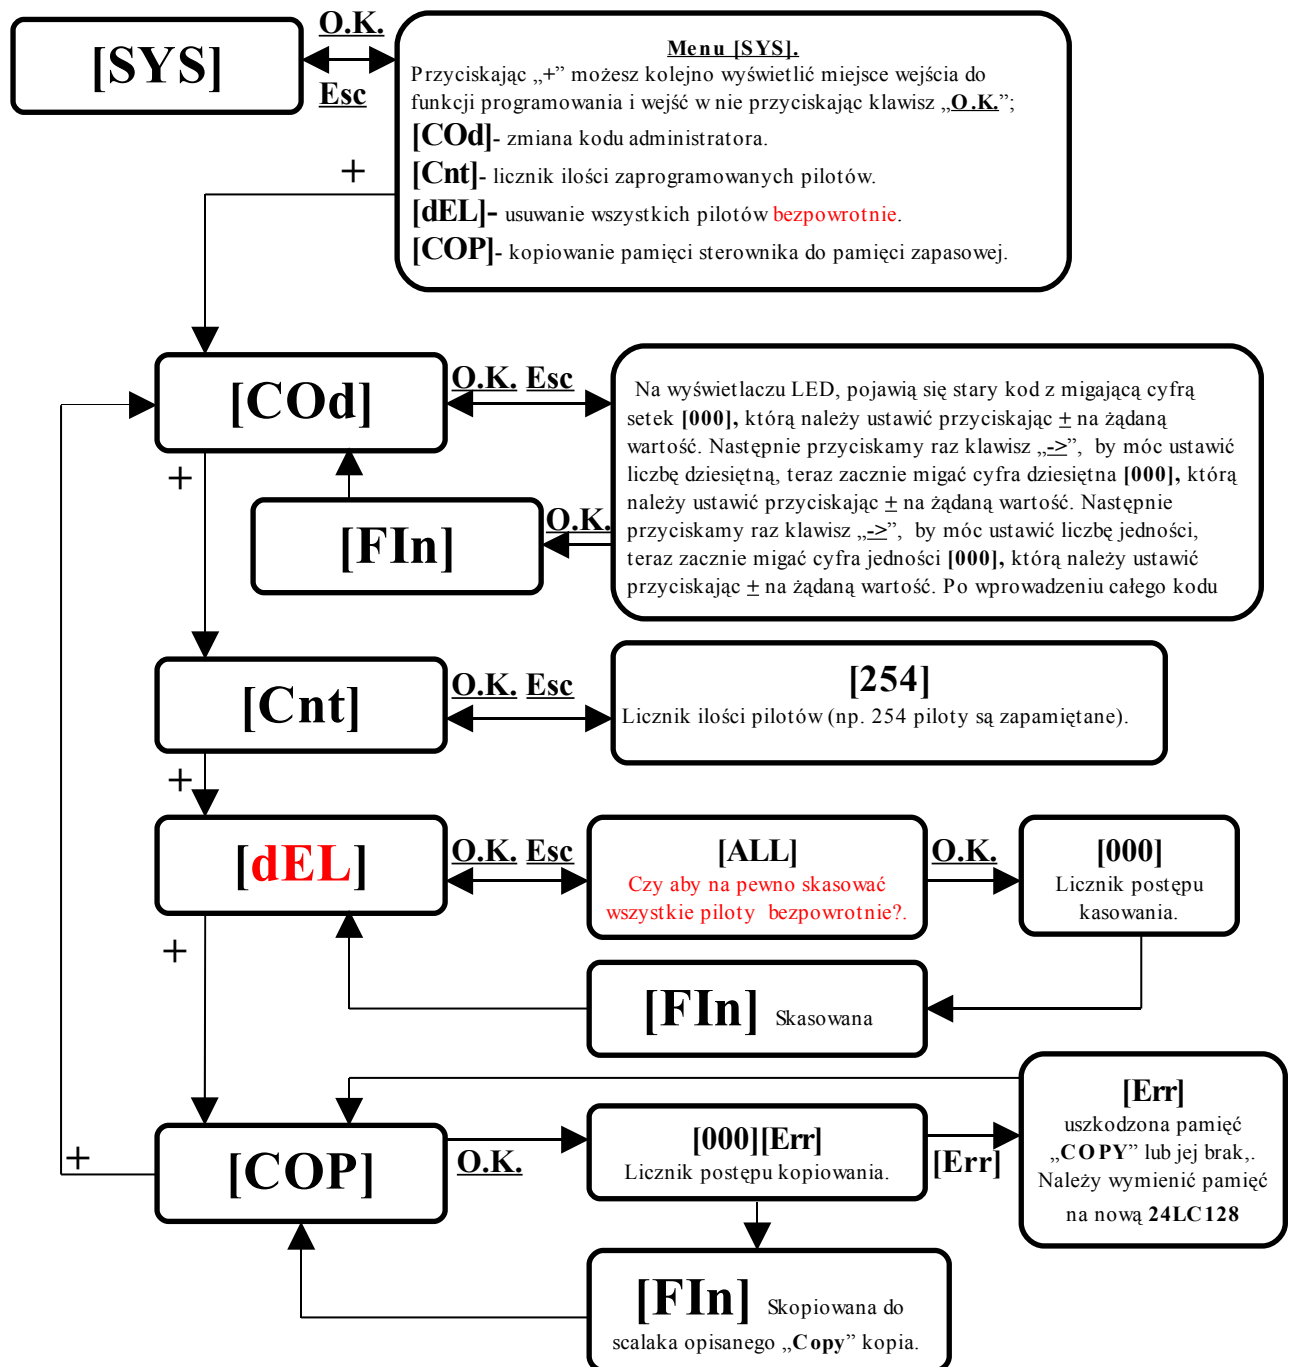 [SYS]
O.K.
Esc
Menu [SYS].
Przyciskając „+” możesz kolejno wyświetlić miejsce wejścia do
funkcji programowania i wejść w nie przyciskając klawisz „O.K.”;
[COd]- zmiana kodu administratora.
[Cnt]- licznik ilości zaprogramowanych pilotów.
[dEL]- usuwanie wszystkich pilotów bezpowrotnie.
[COP]- kopiowanie pamięci sterownika do pamięci zapasowej.
+
[COd]
O.K. Esc
Na wyświetlaczu LED, pojawią się stary kod z migającą cyfrą
setek [000], którą należy ustawić przyciskając ± na żądaną
wartość. Następnie przyciskamy raz klawisz „->”, by móc ustawić
liczbę dziesiętną, teraz zacznie migać cyfra dziesiętna [000], którą
należy ustawić przyciskając ± na żądaną wartość. Następnie
przyciskamy raz klawisz „->”, by móc ustawić liczbę jedności,
teraz zacznie migać cyfra jedności [000], którą należy ustawić
przyciskając ± na żądaną wartość. Po wprowadzeniu całego kodu
+
[FIn]
O.K.
[Cnt]
O.K. Esc
[254]
Licznik ilości pilotów (np. 254 piloty są zapamiętane).
+
[dEL]
O.K. Esc
[ALL]
Czy aby na pewno skasować
wszystkie piloty bezpowrotnie?.
O.K.
[000]
Licznik postępu
kasowania.
+
[FIn] Skasowana
[COP]
+
O.K.
[000][Err]
Licznik postępu kopiowania.
[Err]
[Err]
uszkodzona pamięć
„COPY” lub jej brak,.
Należy wymienić pamięć
na nową 24LC128
[FIn] Skopiowana do
scalaka opisanego „Copy” kopia.